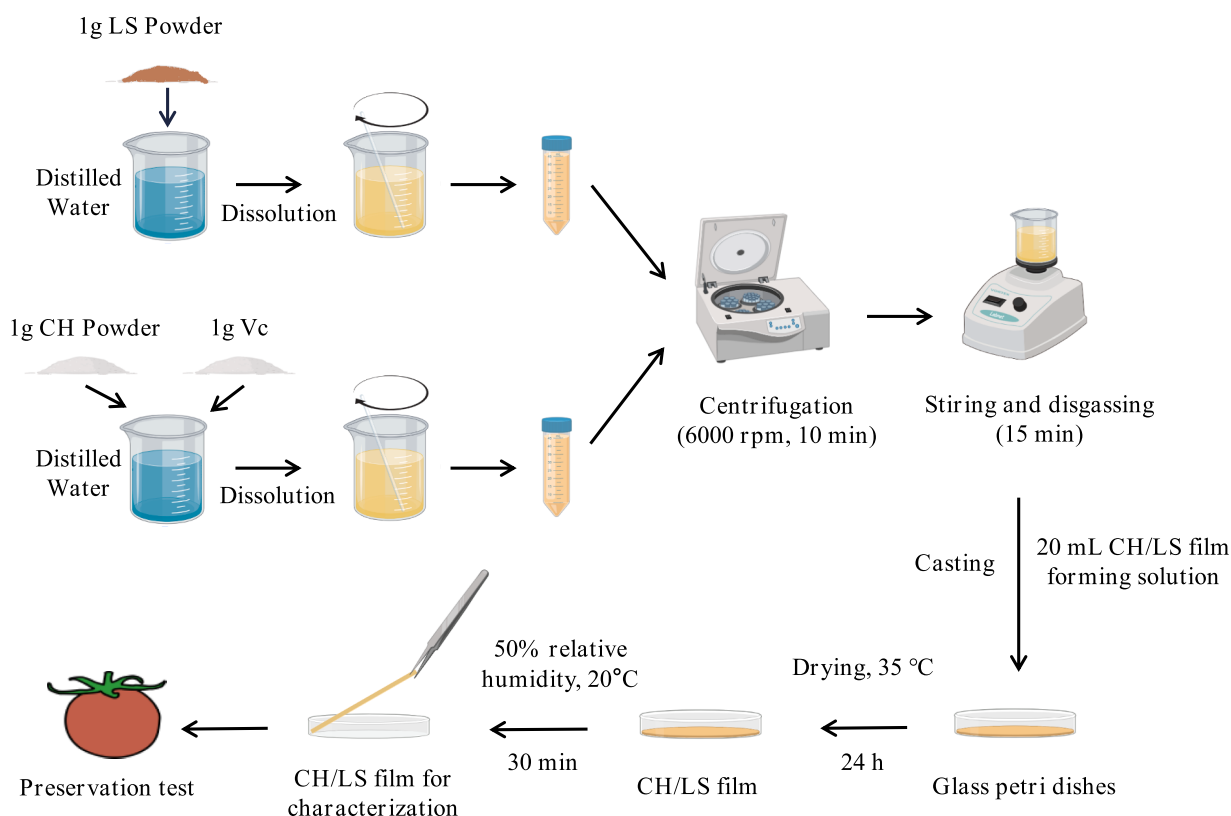 1g LS Powder
Distilled
Water
Dissolution
1g CH Powder
1g Vc
Distilled
Water
Dissolution
Centrifugation
(6000 rpm, 10 min)
Stiring and disgassing
(15 min)
Casting
20 mL CH/LS film
forming solution
Drying, 35 °C
24 h
Glass petri dishes
CH/LS film
50% relative
humidity, 20°C
30 min
CH/LS film for
characterization
Preservation test